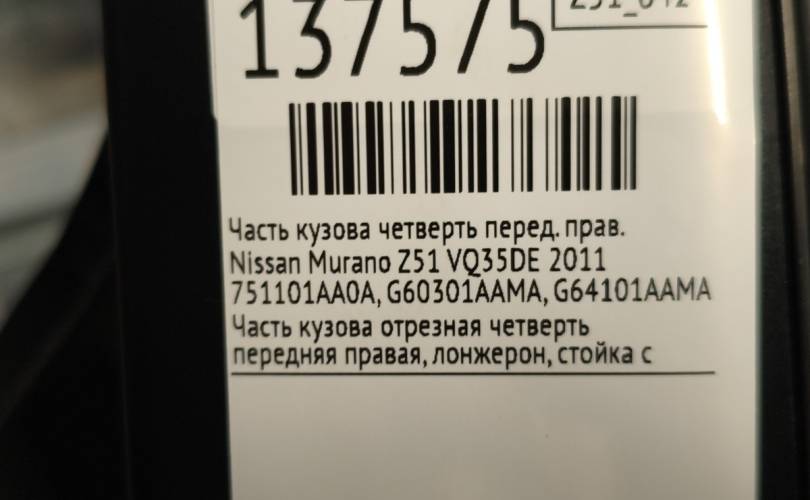 137575
Часть кузова четверть перед. прав.
Nissan Murano Z51 VQ35DE 2011
751101AA0A, G60301AAMA, G64101AAMA
Часть кузова отрезная четверть
передняя правая, лонжерон, стойка с